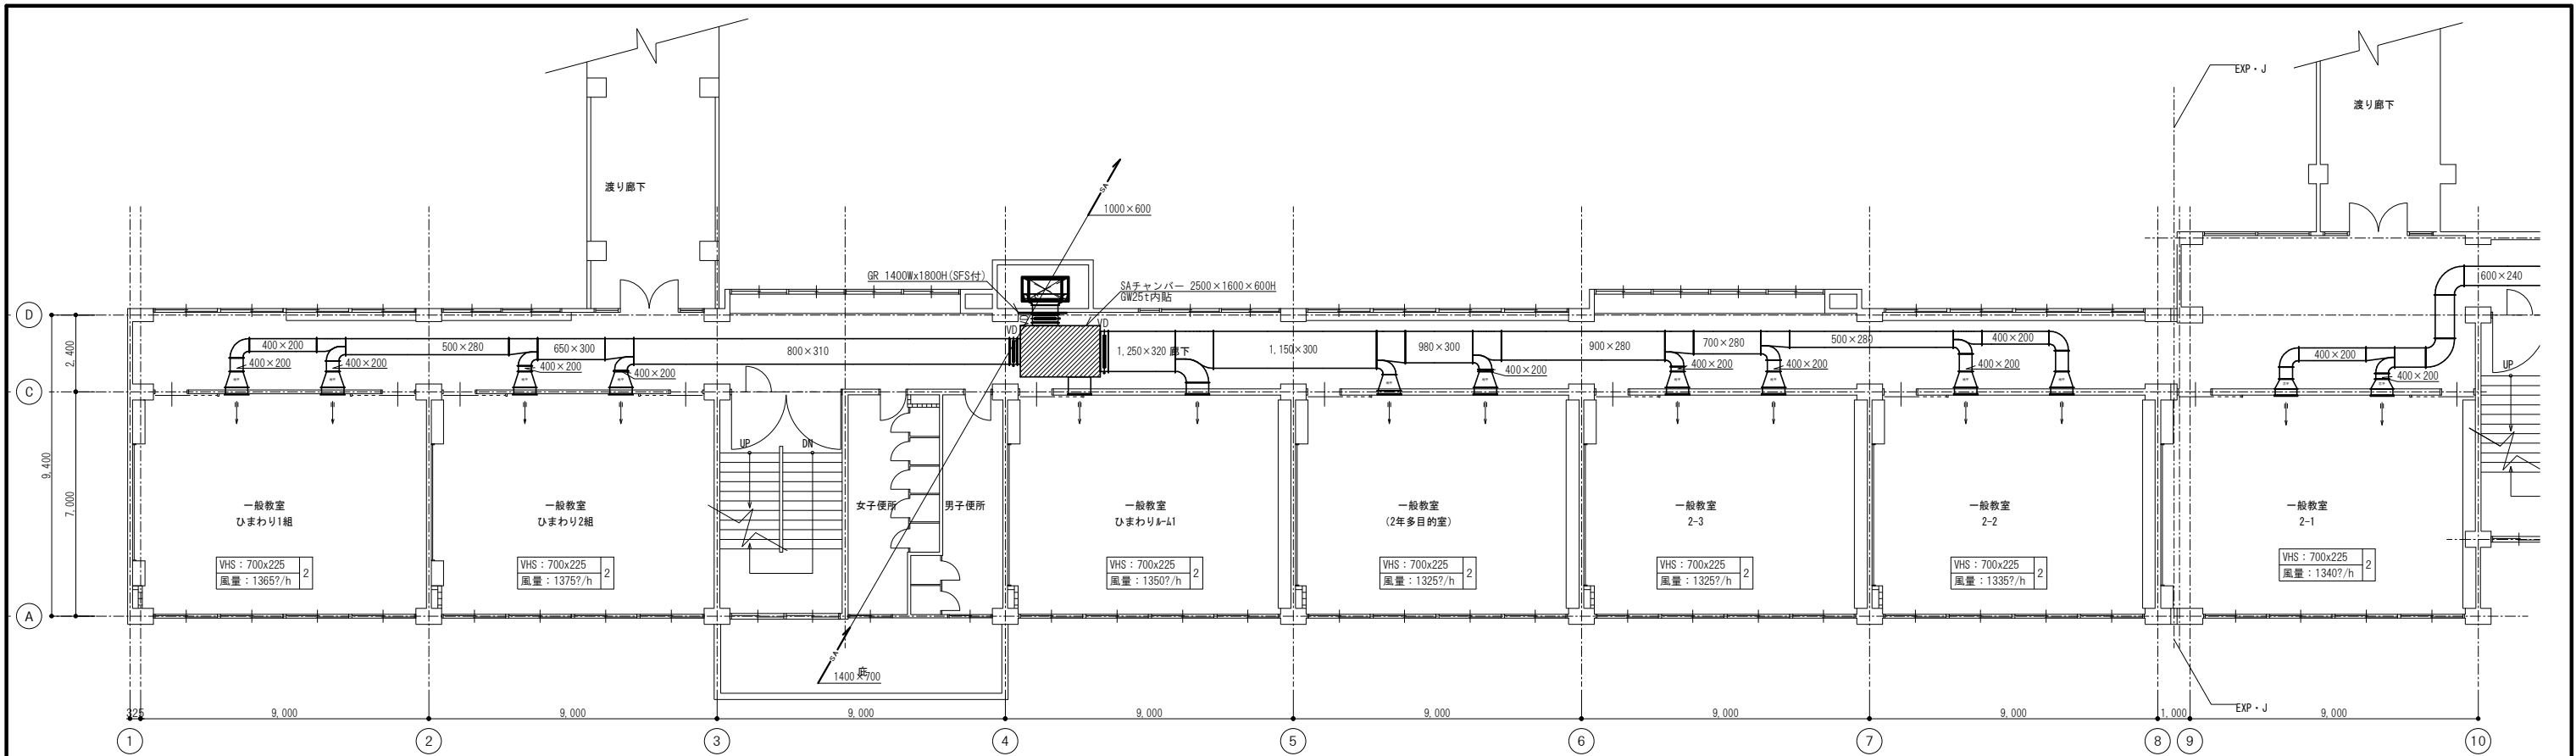 EXP・J
渡り廊下
渡り廊下
SA
1000×600
GR 1400Wx1800H(SFS付)
SAチャンバー 2500×1600×600H
GW25t内貼
600×240
D
VD
VD
400×200
500×280
650×300
800×310
1,250×320
廊下
1,150×300
980×300
900×280
700×280
500×280
400×200
400×200
2,400
400×200
400×200
400×200
400×200
400×200
400×200
400×200
400×200
400×200
UP
C
UP
DN
9,400
7,000
一般教室
ひまわり1組
一般教室
ひまわり2組
女子便所
男子便所
一般教室
ひまわりルーム1
一般教室
(2年多目的室)
一般教室
2-3
一般教室
2-2
一般教室
2-1
VHS：700x225
風量：1365?/h
2
VHS：700x225
風量：1375?/h
2
VHS：700x225
風量：1350?/h
2
VHS：700x225
風量：1325?/h
2
VHS：700x225
風量：1325?/h
2
VHS：700x225
風量：1335?/h
2
VHS：700x225
風量：1340?/h
2
A
SA
庇
1400×700
EXP・J
325
9,000
9,000
9,000
9,000
9,000
9,000
9,000
1,000
9,000
1
2
3
4
5
6
7
8
9
10